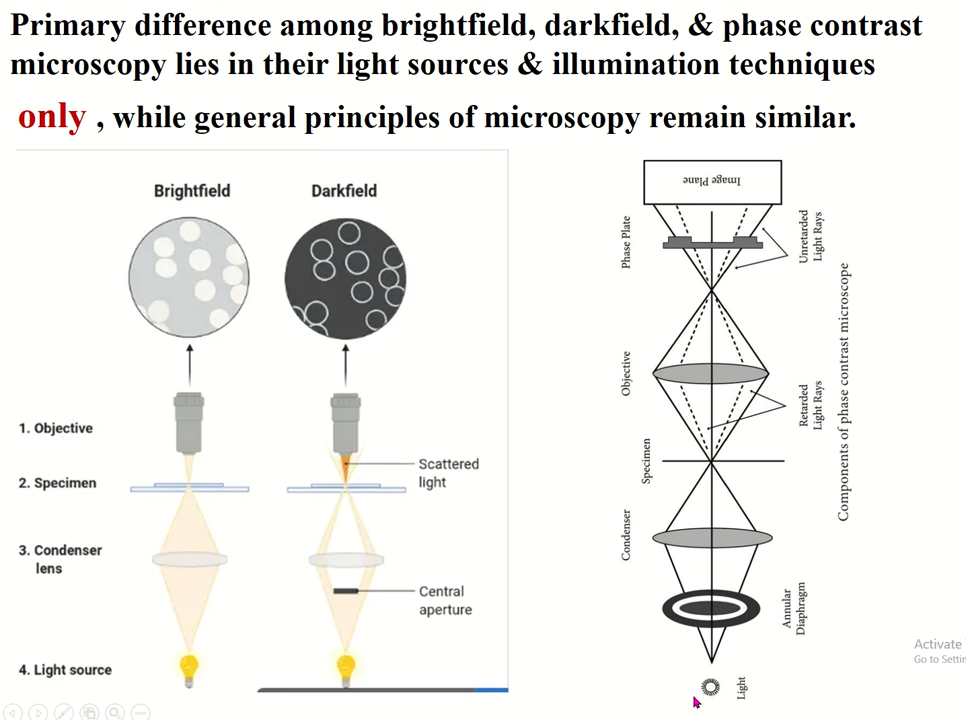 Primary difference among brightfield, darkfield, & phase contrast
microscopy lies in their light sources & illumination techniques
only , while general principles of microscopy remain similar.
Brightfield
Darkfield
1. Objective
2. Specimen
3. Condenser
lens
4. Light source
Scattered
light
Central
aperture
Image Plane
Phase Plate
Unretarded
Light Rays
Objective
Retarded
Light Rays
Specimen
Condenser
Annular
Diaphragm
Light
Components of phase contrast microscope
Activate
Go to Settin